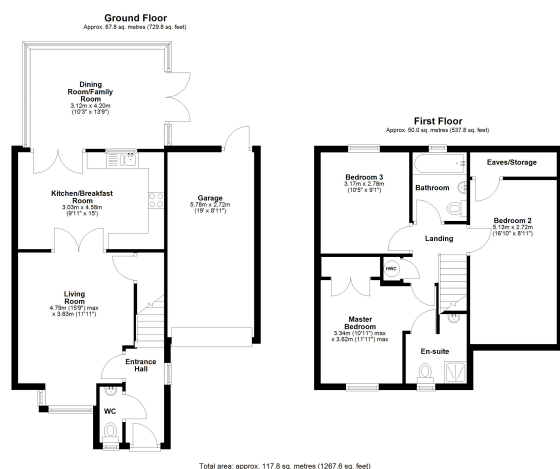 Ground Floor
Approx. 67.8 sq. metres (729.8 sq. feet)
Dining
Room/Family
Room
3.12m x 4.20m
(10'3" x 13'9")
Kitchen/Breakfast
Room
3.03m x 4.58m
(9'11" x 15')
Garage
5.78m x 2.72m
(19' x 8'11")
Living
Room
4.79m (15'9") max
x 3.63m (11'11")
Entrance
Hall
WC
First Floor
Approx. 50.0 sq. metres (537.8 sq. feet)
Bedroom 3
3.17m x 2.78m
(10'5" x 9'1")
Bathroom
Eaves/Storage
Bedroom 2
5.13m x 2.72m
(16'10" x 8'11")
Landing
HWC
Master
Bedroom
3.34m (10'11") max
x 3.62m (11'11") max
En-suite
Total area: approx. 117.8 sq. metres (1267.6 sq. feet)